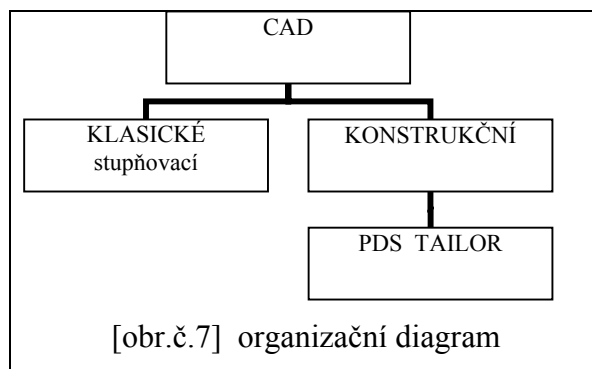 CAD
KLASICKÉ
stupňovací
KONSTRUKČNÍ
PDS TAILOR
[obr.č.7] organizační diagram